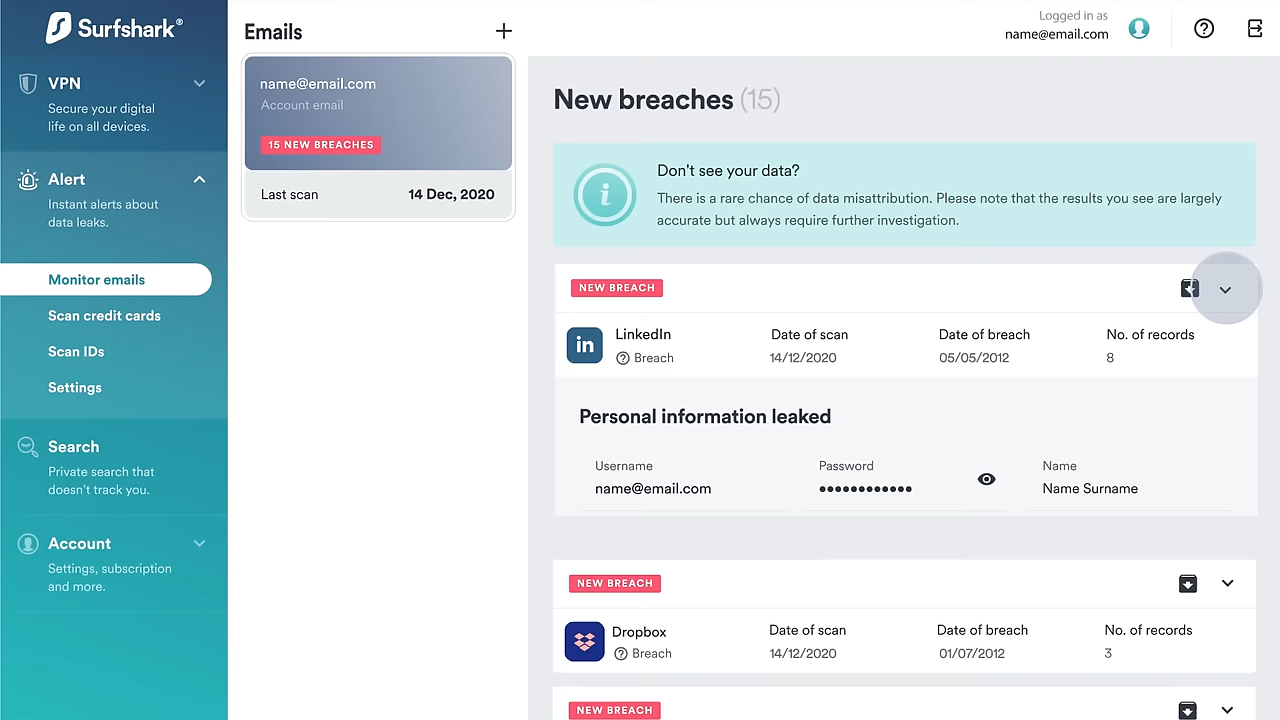 Surfshark®
VPN
Secure your digital
life on all devices.
Alert
Instant alerts about
data leaks.
Monitor emails
Scan credit cards
Scan IDs
Settings
Search
Private search that
doesn't track you.
Account
Settings, subscription
and more.
Emails
name@email.com
Account email
15 NEW BREACHES
Last scan 14 Dec, 2020
Logged in as
name@email.com
New breaches (15)
Don't see your data?
There is a rare chance of data misattribution. Please note that the results you see are largely
accurate but always require further investigation.
NEW BREACH
LinkedIn Date of scan Date of breach No. of records
Breach 14/12/2020 05/05/2012 8
Personal information leaked
Username Password Name
name@email.com •••••••••••• Name Surname
NEW BREACH
Dropbox Date of scan Date of breach No. of records
Breach 14/12/2020 01/07/2012 3
NEW BREACH